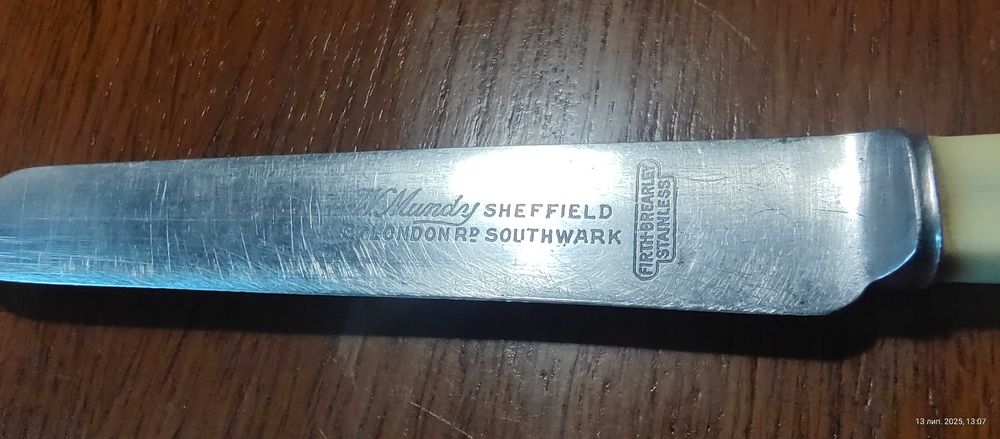 Mundy SHEFFIELD
LONDON RD SOUTHWARK
FIRTH-BREARLEY
STAINLESS
13 лип. 2025, 13:07